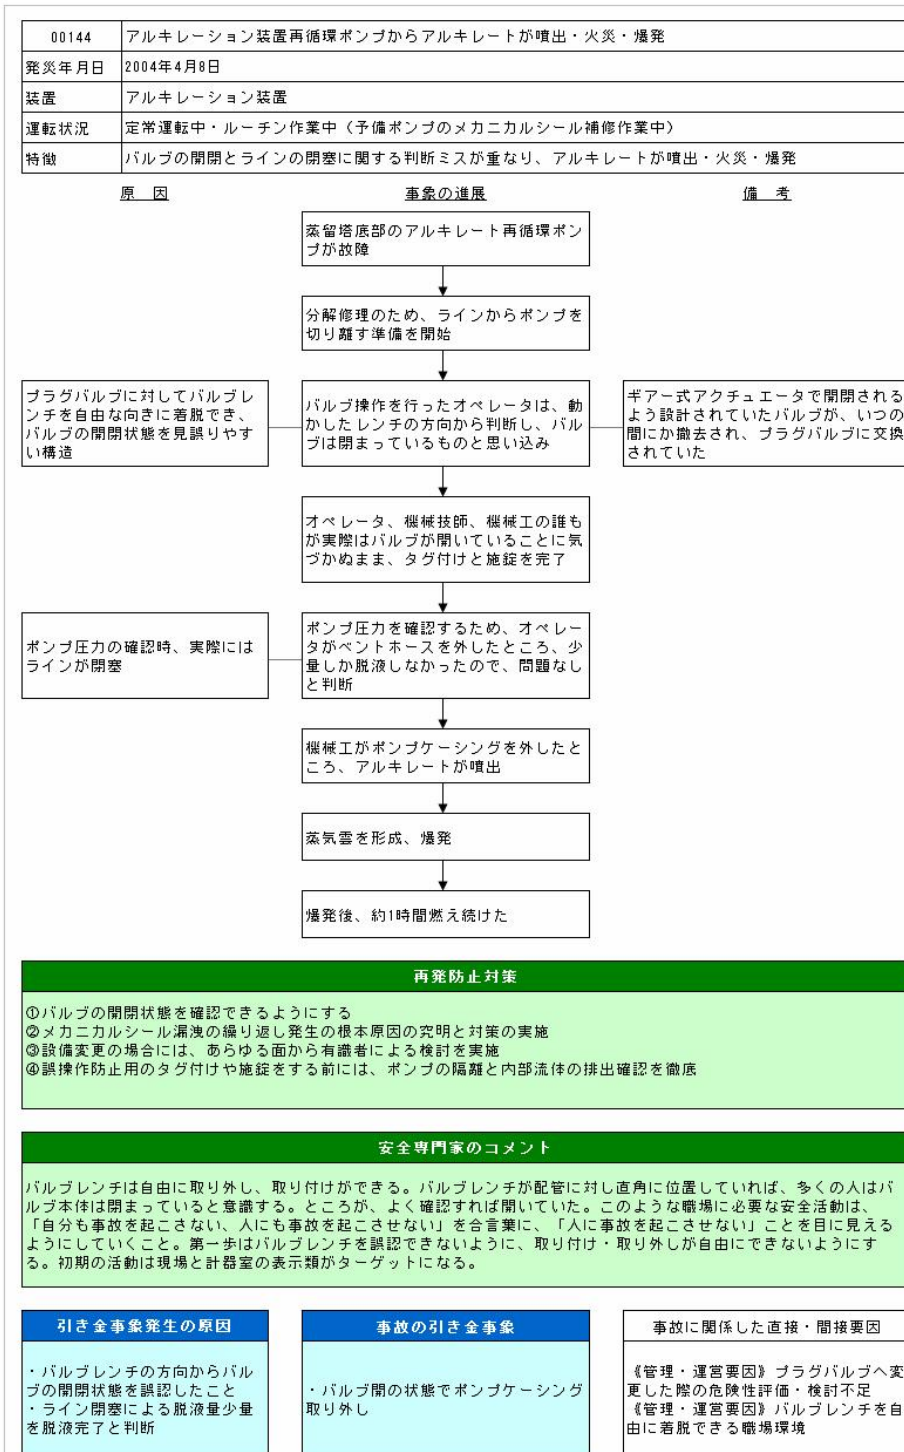 00144 アルキレーション装置再循環ポンプからアルキレートが噴出・火災・爆発
発災年月日 2004年4月8日
装置 アルキレーション装置
運転状況 定常運転中・ルーチン作業中（予備ポンプのメカニカルシール補修作業中）
特徴 バルブの開閉とラインの閉塞に関する判断ミスが重なり、アルキレートが噴出・火災・爆発
原　因 事象の進展 備　考
蒸留塔底部のアルキレート再循環ポン
プが故障
分解修理のため、ラインからポンプを
切り離す準備を開始
プラグバルブに対してバルブレ
ンチを自由な向きに着脱でき、
バルブの開閉状態を見誤りやす
い構造
バルブ操作を行ったオペレータは、動
かしたレンチの方向から判断し、バル
ブは閉まっているものと思い込み
ギアー式アクチュエータで開閉される
よう設計されていたバルブが、いつの
間にか撤去され、プラグバルブに交換
されていた
オペレータ、機械技師、機械工の誰も
が実際はバルブが開いていることに気
づかぬまま、タグ付けと施錠を完了
ポンプ圧力の確認時、実際には
ラインが閉塞
ポンプ圧力を確認するため、オペレー
タがベントホースを外したところ、少
量しか脱液しなかったので、問題なし
と判断
機械工がポンプケーシングを外したと
ころ、アルキレートが噴出
蒸気雲を形成、爆発
爆発後、約1時間燃え続けた
再発防止対策
①バルブの開閉状態を確認できるようにする
②メカニカルシール漏洩の繰り返し発生の根本原因の究明と対策の実施
③設備変更の場合には、あらゆる面から有識者による検討を実施
④誤操作防止用のタグ付けや施錠をする前には、ポンプの隔離と内部流体の排出確認を徹底
安全専門家のコメント
バルブレンチは自由に取り外し、取り付けができる。バルブレンチが配管に対し直角に位置していれば、多くの人はバ
ルブ本体は閉まっていると意識する。ところが、よく確認すれば開いていた。このような職場に必要な安全活動は、
「自分も事故を起こさない、人にも事故を起こさせない」を合言葉に、「人に事故を起こさせない」ことを目に見える
ようにしていくこと。第一歩はバルブレンチを誤認できないように、取り付け・取り外しが自由にできないようにす
る。初期の活動は現場と計器室の表示類がターゲットになる。
引き金事象発生の原因
・バルブレンチの方向からバル
ブの開閉状態を誤認したこと
・ライン閉塞による脱液量少量
を脱液完了と判断
事故の引き金事象
・バルブ開の状態でポンプケーシング
取り外し
事故に関係した直接・間接要因
《管理・運営要因》プラグバルブへ変
更した際の危険性評価・検討不足
《管理・運営要因》バルブレンチを自
由に着脱できる職場環境